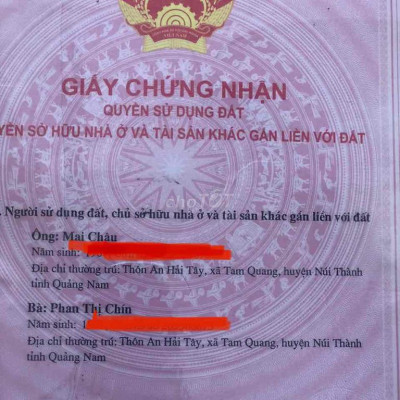 GIẤY CHỨNG NHẬN
QUYỀN SỬ DỤNG ĐẤT
YỀN SỞ HỮU NHÀ Ở VÀ TÀI SẢN KHÁC GẮN LIỀN VỚI ĐẤT
. Người sử dụng đất, chủ sở hữu nhà ở và tài sản khác gắn liền với đất
Ông: Mai Châu
Năm sinh:
Địa chỉ thường trú: Thôn An Hải Tây, xã Tam Quang, huyện Núi Thành
tỉnh Quảng Nam
Bà: Phan Thị Chín
Năm sinh: 1
Địa chỉ thường trú: Thôn An Hải Tây, xã Tam Quang, huyện Núi Thành
tỉnh Quảng Nam